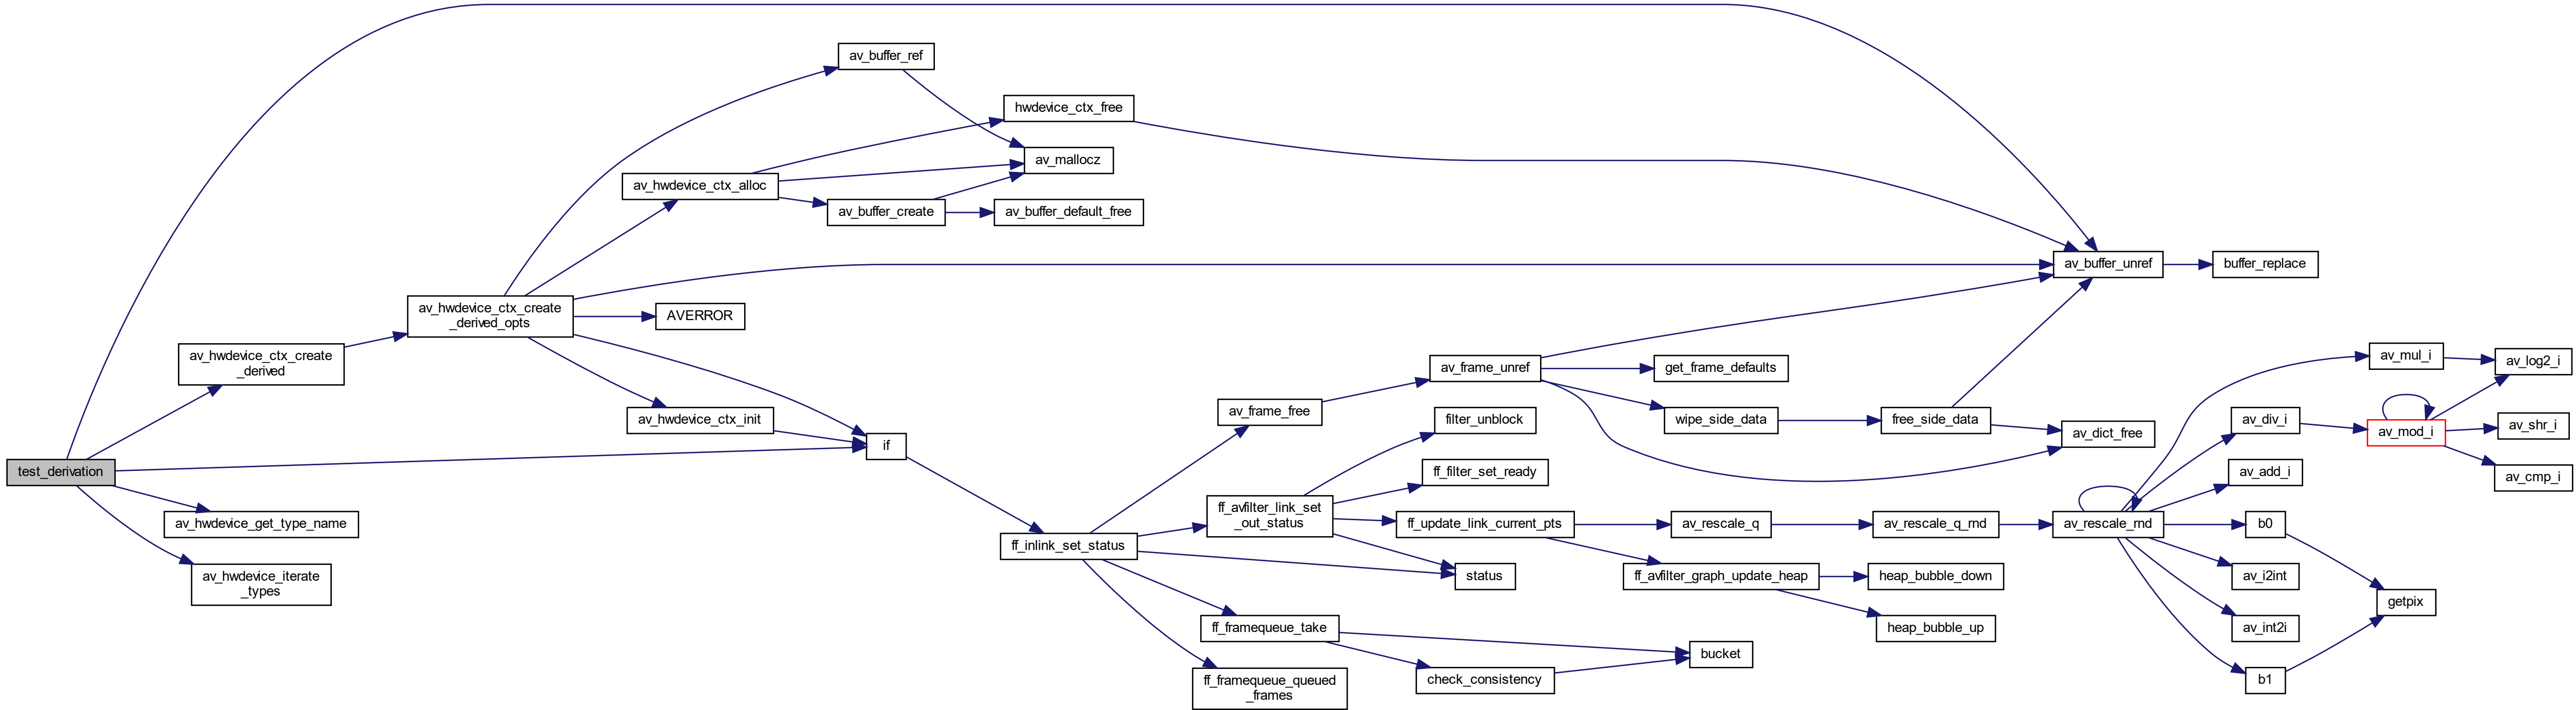 test_derivation
av_hwdevice_ctx_create
_derived
av_hwdevice_get_type_name
av_hwdevice_iterate
_types
av_hwdevice_ctx_create
_derived_opts
av_buffer_ref
av_hwdevice_ctx_alloc
AVERROR
av_hwdevice_ctx_init
if
hwdevice_ctx_free
av_mallocz
av_buffer_create
av_buffer_default_free
ff_inlink_set_status
av_frame_free
ff_avfilter_link_set
_out_status
ff_framequeue_take
ff_framequeue_queued
_frames
av_frame_unref
filter_unblock
ff_filter_set_ready
ff_update_link_current_pts
status
check_consistency
bucket
get_frame_defaults
wipe_side_data
free_side_data
av_buffer_unref
buffer_replace
av_dict_free
av_rescale_q
ff_avfilter_graph_update_heap
av_rescale_q_rnd
heap_bubble_down
heap_bubble_up
av_rescale_rnd
av_mul_i
av_div_i
av_add_i
b0
av_i2int
av_int2i
b1
av_mod_i
getpix
av_log2_i
av_shr_i
av_cmp_i